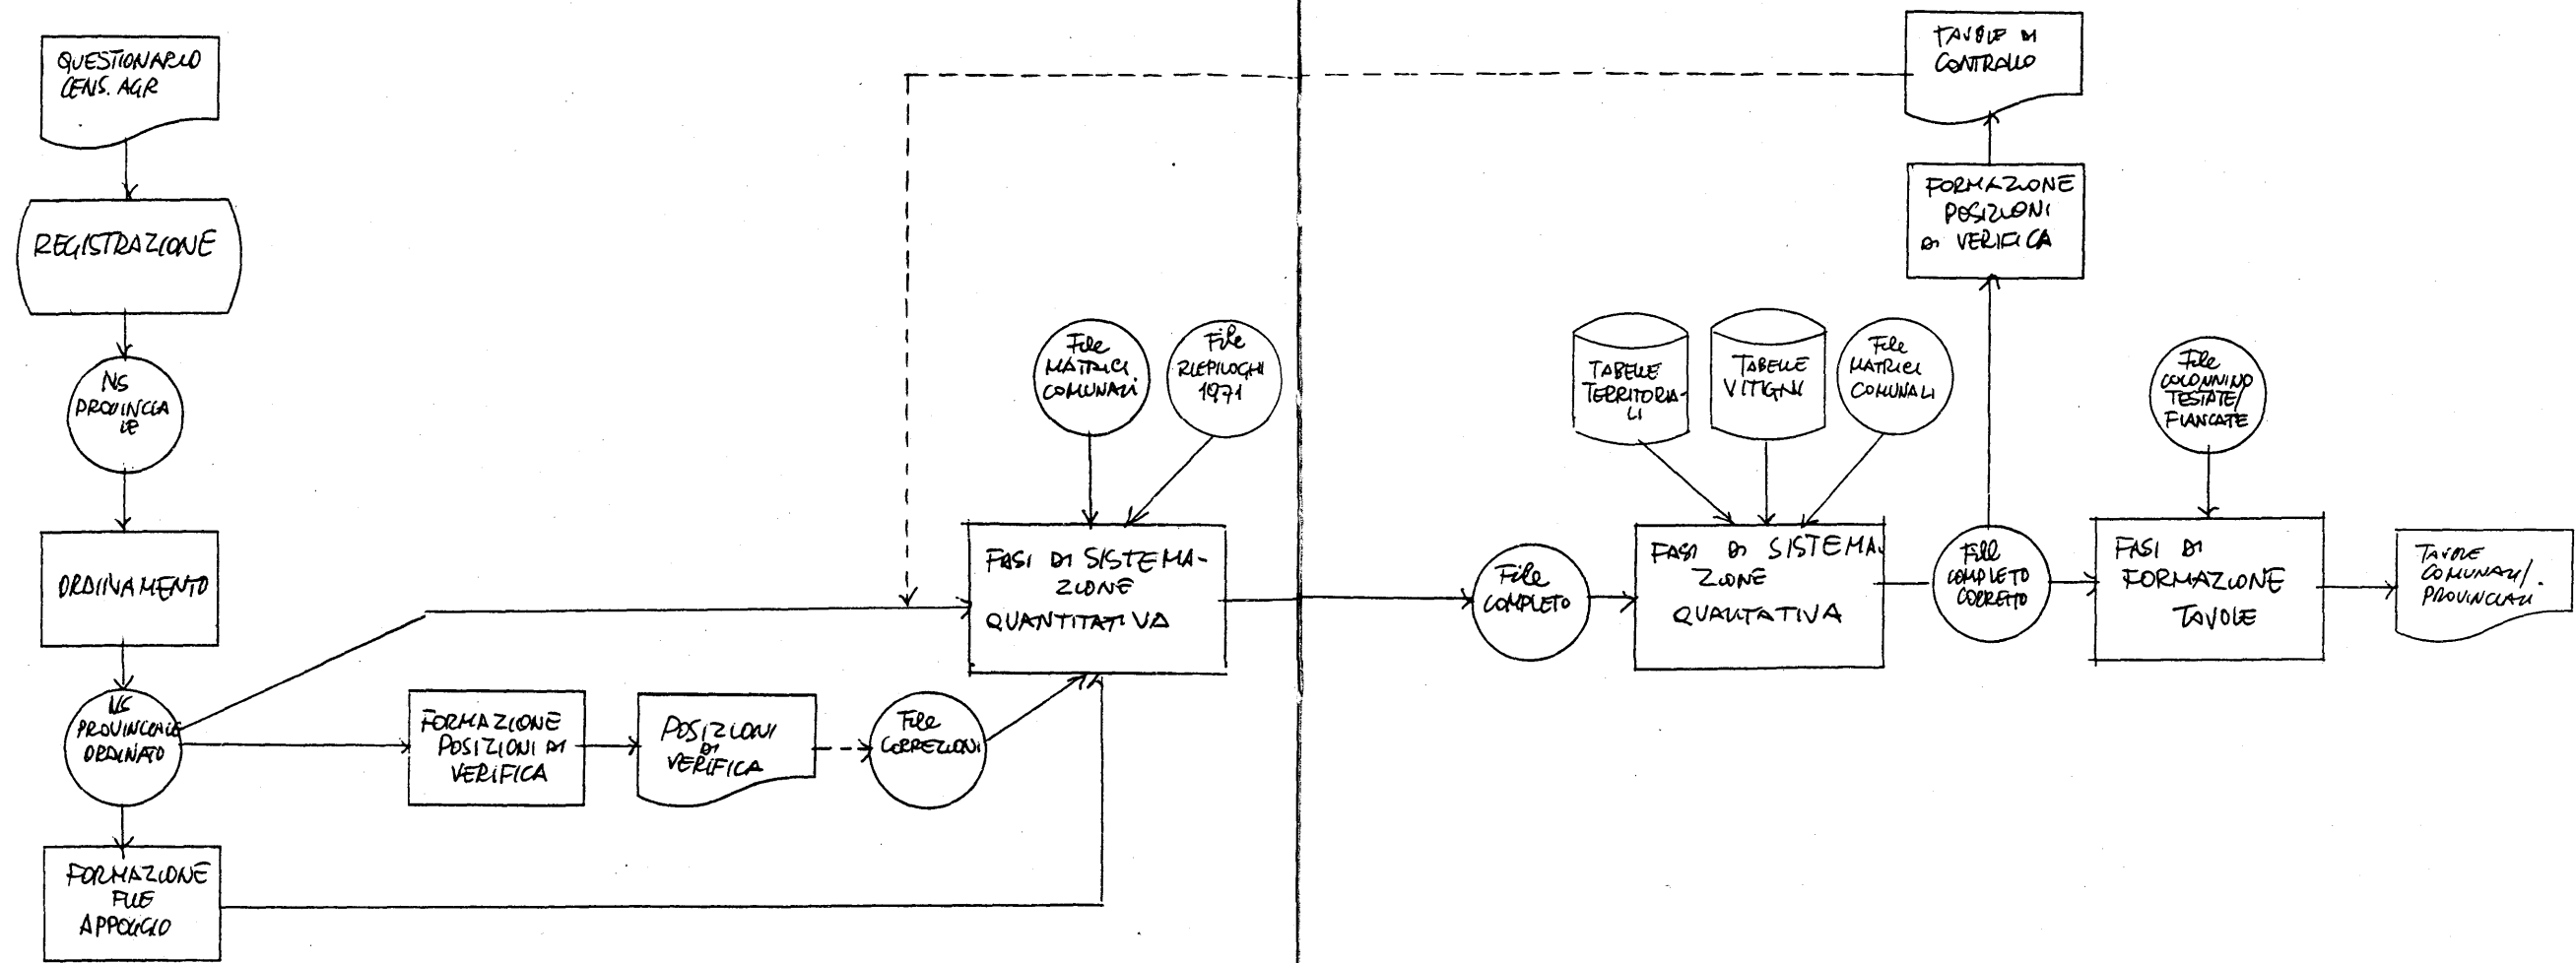 QUESTIONARIO
CENS. AGR
REGISTRAZIONE
NS
PROVINCIA
LE
ORDINAMENTO
NS
PROVINCIALE
ORDINATO
FORMAZIONE
FILE
APPOGGIO
FORMAZIONE
POSIZIONI DI
VERIFICA
POSIZIONI
DI
VERIFICA
File
CORREZIONI
File
MATRICI
COMUNALI
File
RIEPILOGHI
1971
FASI DI SISTEMA-
ZIONE
QUANTITATIVA
File
COMPLETO
TABELLE
TERRITORIA-
LI
TABELLE
VITIGNI
File
MATRICI
COMUNALI
FASI DI SISTEMA.
ZIONE
QUALITATIVA
TAVOLE DI
CONTROLLO
FORMAZIONE
POSIZIONI
DI VERIFICA
File
COMPLETO
CORRETTO
File
COLONNINO
TESTATE/
FIANCATE
FASI DI
FORMAZIONE
TAVOLE
TAVOLE
COMUNALI/
PROVINCIALI